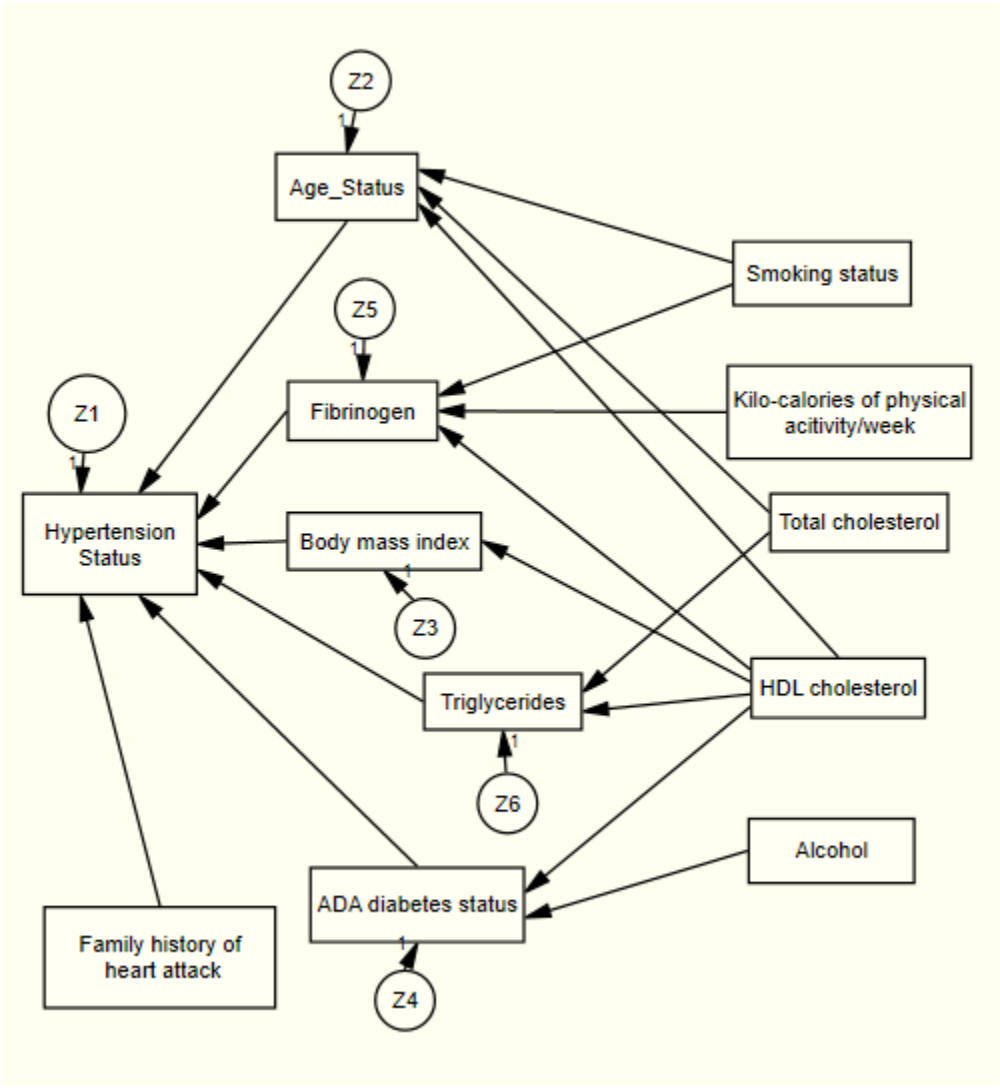 Z2
1
Age_Status
Smoking status
Z5
1
Fibrinogen
Kilo-calories of physical
acitivity/week
Z1
1
Hypertension
Status
Total cholesterol
Body mass index
1
Z3
HDL cholesterol
Triglycerides
1
Z6
Alcohol
ADA diabetes status
1
Z4
Family history of
heart attack